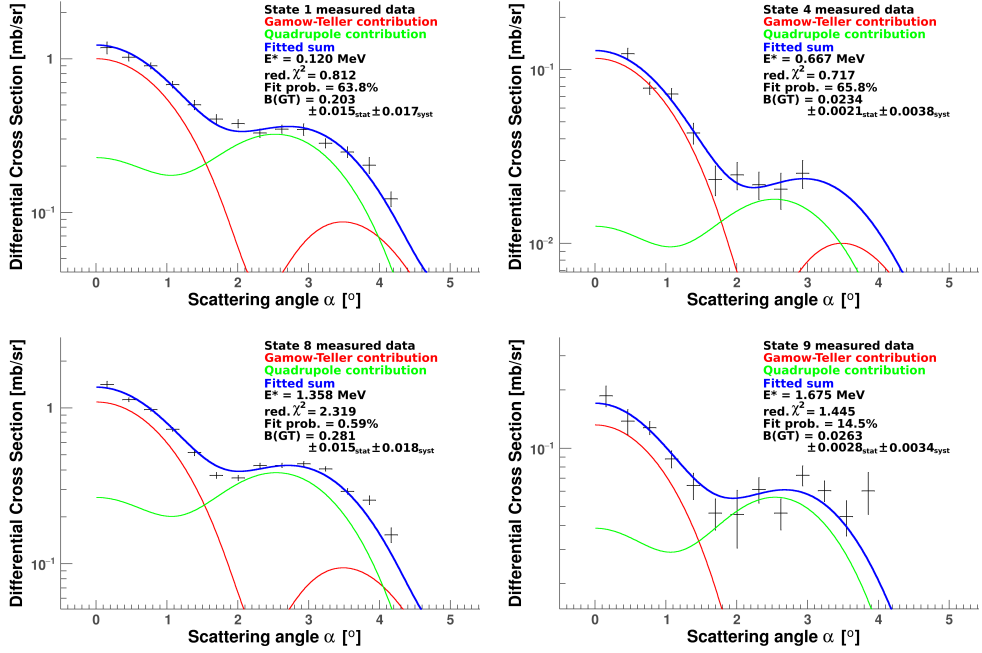 Differential Cross Section [mb/sr]
State 1 measured data
Gamow-Teller contribution
Quadrupole contribution
Fitted sum
E* = 0.120 MeV
red. χ² = 0.812
Fit prob. = 63.8%
B(GT) = 0.203
±0.015stat±0.017syst
1
10⁻¹
0 1 2 3 4 5
Scattering angle α [°]
Differential Cross Section [mb/sr]
State 4 measured data
Gamow-Teller contribution
Quadrupole contribution
Fitted sum
E* = 0.667 MeV
red. χ² = 0.717
Fit prob. = 65.8%
B(GT) = 0.0234
±0.0021stat±0.0038syst
10⁻¹
10⁻²
0 1 2 3 4 5
Scattering angle α [°]
Differential Cross Section [mb/sr]
State 8 measured data
Gamow-Teller contribution
Quadrupole contribution
Fitted sum
E* = 1.358 MeV
red. χ² = 2.319
Fit prob. = 0.59%
B(GT) = 0.281
±0.015stat±0.018syst
1
10⁻¹
0 1 2 3 4 5
Scattering angle α [°]
Differential Cross Section [mb/sr]
State 9 measured data
Gamow-Teller contribution
Quadrupole contribution
Fitted sum
E* = 1.675 MeV
red. χ² = 1.445
Fit prob. = 14.5%
B(GT) = 0.0263
±0.0028stat±0.0034syst
10⁻¹
0 1 2 3 4 5
Scattering angle α [°]